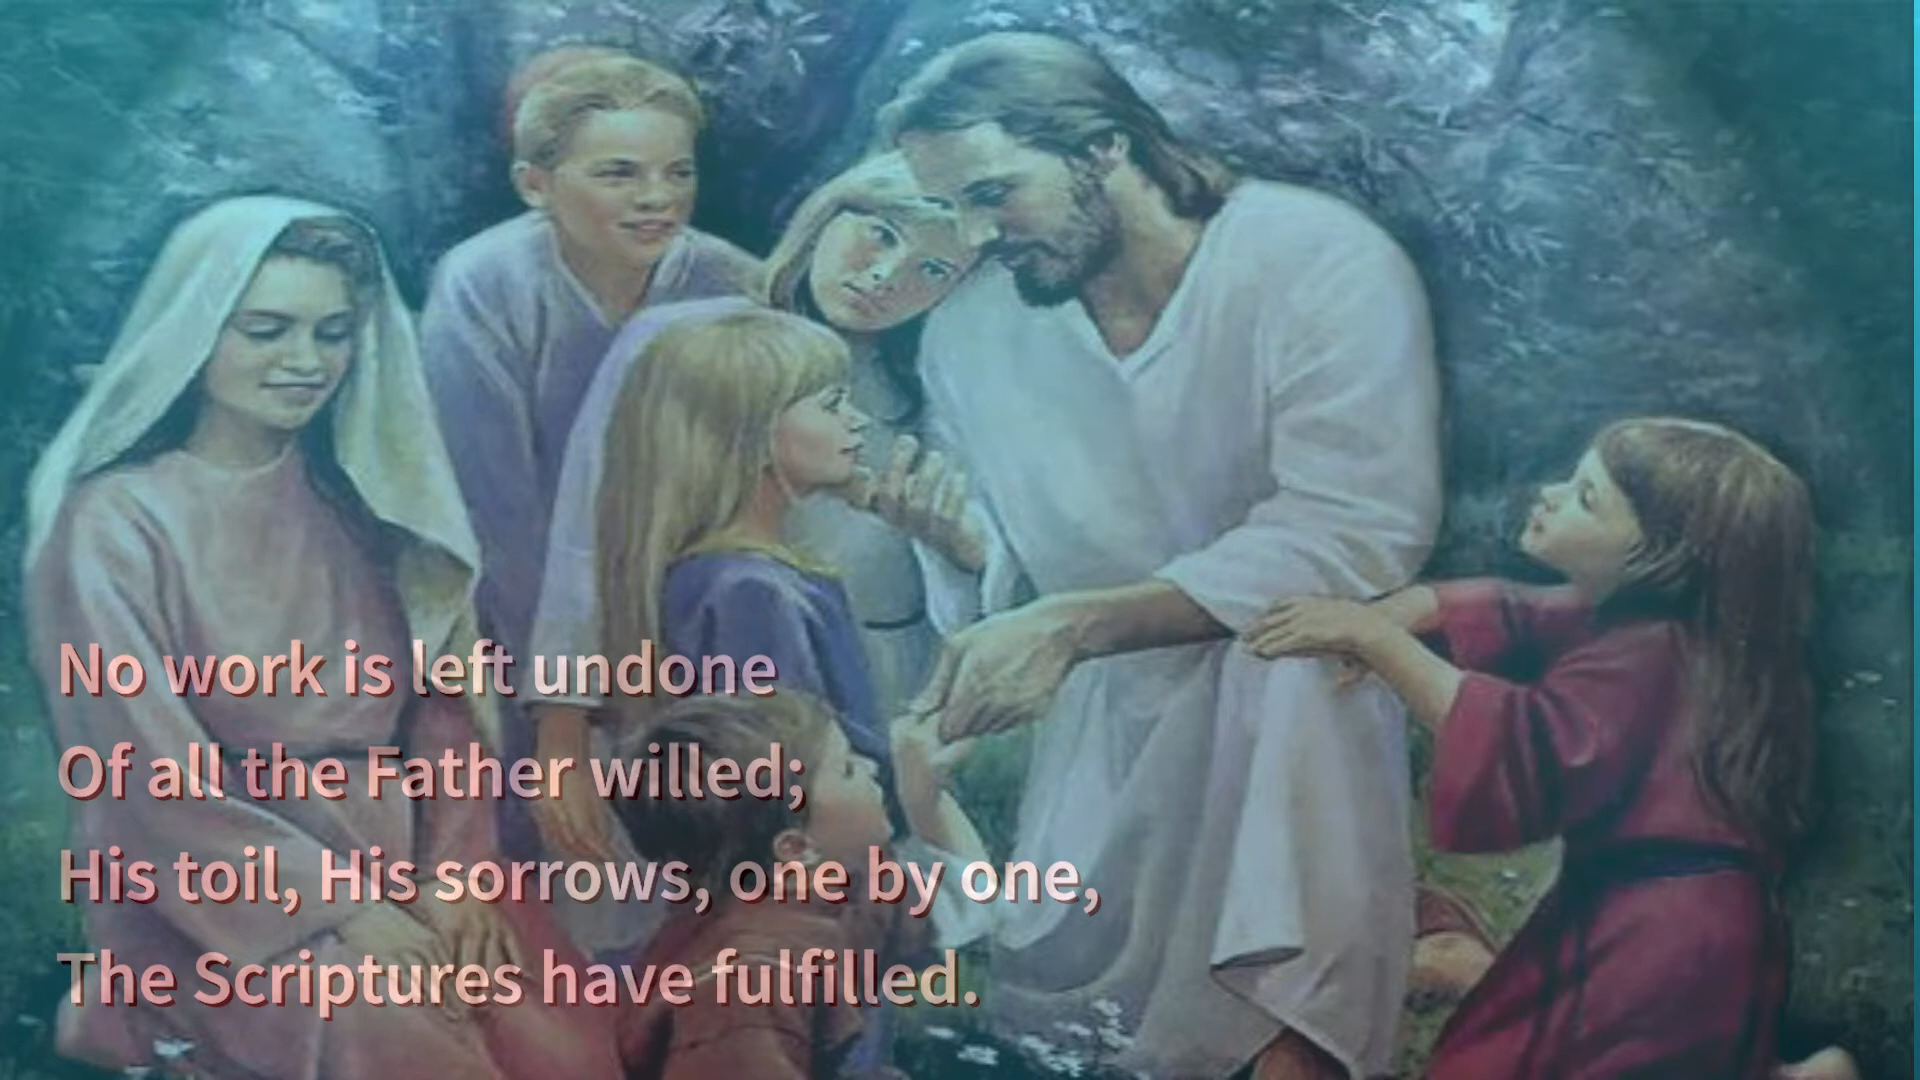 No work is left undone
Of all the Father willed;
His toil, His sorrows, one by one,
The Scriptures have fulfilled.